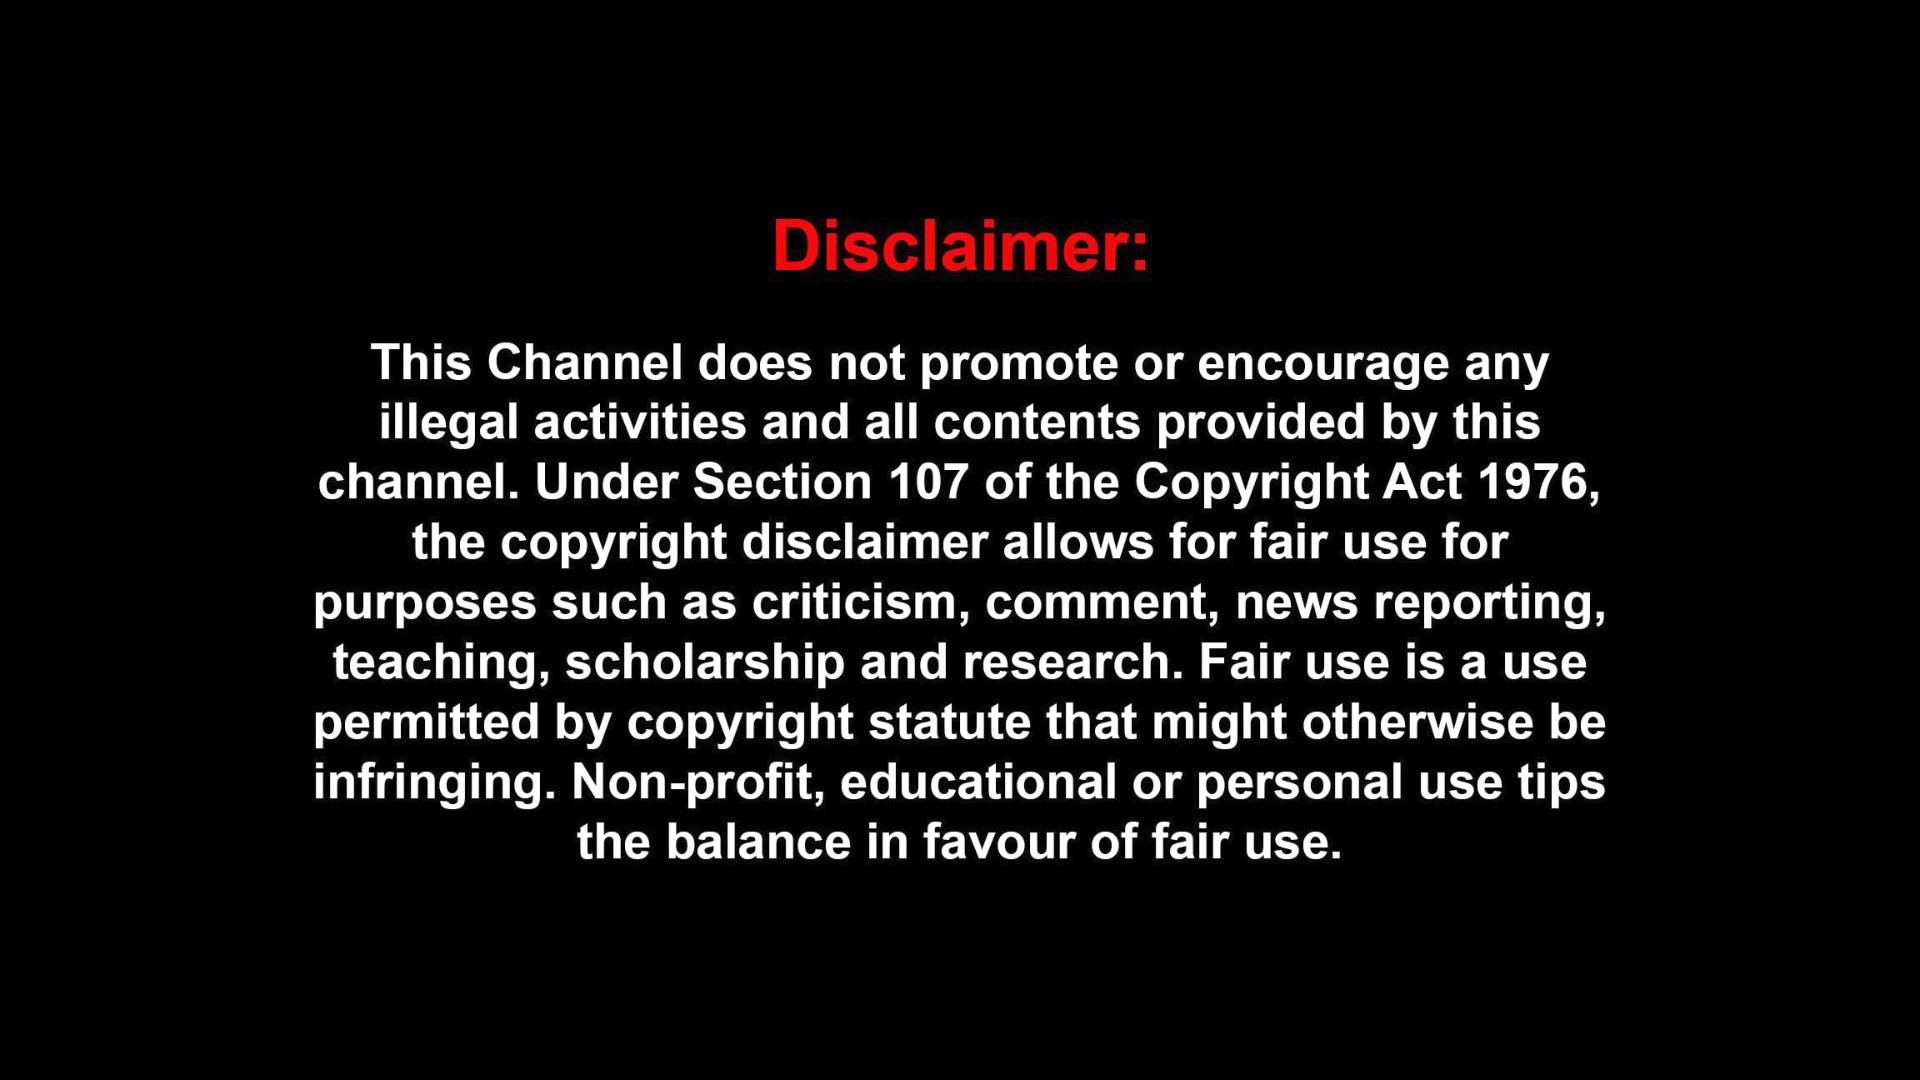 Disclaimer:
This Channel does not promote or encourage any
illegal activities and all contents provided by this
channel. Under Section 107 of the Copyright Act 1976,
the copyright disclaimer allows for fair use for
purposes such as criticism, comment, news reporting,
teaching, scholarship and research. Fair use is a use
permitted by copyright statute that might otherwise be
infringing. Non-profit, educational or personal use tips
the balance in favour of fair use.